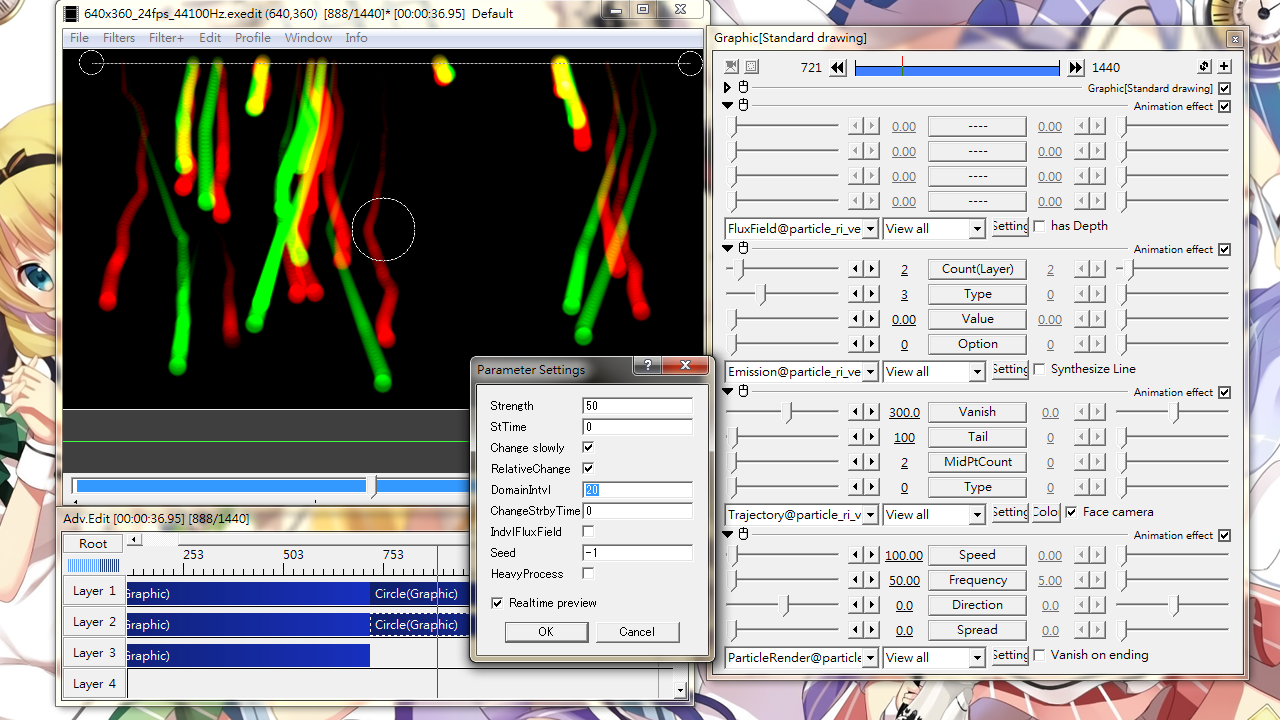 640x360_24fps_44100Hz.exedit (640,360) [888/1440]* [00:00:36.95] Default
File Filters Filter+ Edit Profile Window Info
Graphic[Standard drawing]
721 1440
Graphic[Standard drawing]
Animation effect
0.00 ---- 0.00
0.00 ---- 0.00
0.00 ---- 0.00
0.00 ---- 0.00
FluxField@particle_ri_ve View all Setting has Depth
Animation effect
2 Count(Layer) 2
3 Type 0
0.00 Value 0.00
0 Option 0
Emission@particle_ri_ve View all Setting Synthesize Line
Animation effect
300.0 Vanish 0.0
100 Tail 0
2 MidPtCount 0
0 Type 0
Trajectory@particle_ri_v View all Setting Colo Face camera
Animation effect
100.00 Speed 0.00
50.00 Frequency 5.00
0.0 Direction 0.0
0.0 Spread 0.0
ParticleRender@particle View all Setting Vanish on ending
Parameter Settings ?
Strength 50
StTime 0
Change slowly
RelativeChange
DomainIntvl 20
ChangeStrbyTime 0
IndvlFluxField
Seed -1
HeavyProcess
Realtime preview
OK Cancel
Adv.Edit [00:00:36.95] [888/1440]
Root
253 503 753
Layer 1 Graphic) Circle(Graphic)
Layer 2 Graphic) Circle(Graphic)
Layer 3 Graphic)
Layer 4